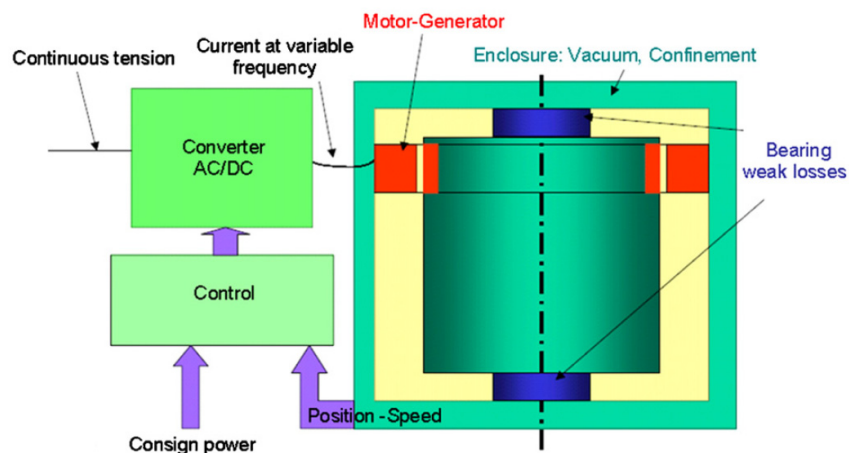 Motor-Generator
Continuous tension
Current at variable
frequency
Enclosure: Vacuum, Confinement
Converter
AC/DC
Bearing
weak losses
Control
Position -Speed
Consign power